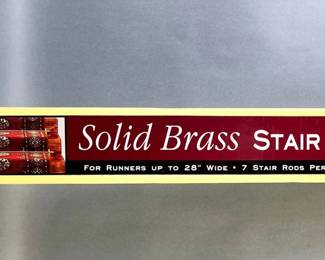 Solid Brass STAIR
FOR RUNNERS UP TO 28" WIDE • 7 STAIR RODS PER